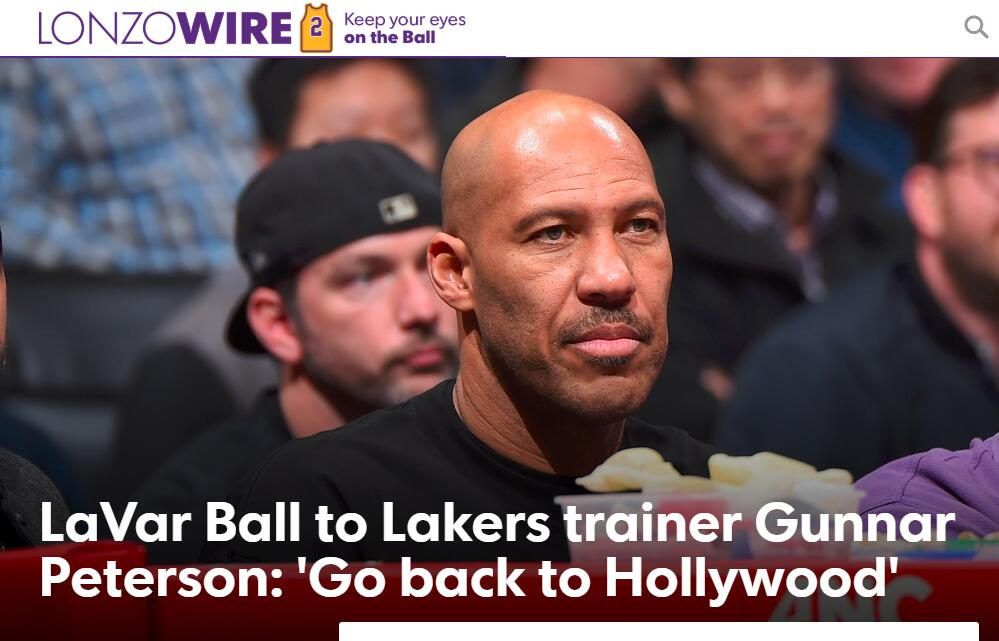 LONZOWIRE
2
Keep your eyes
on the Ball
LaVar Ball to Lakers trainer Gunnar
Peterson: 'Go back to Hollywood'
ANC